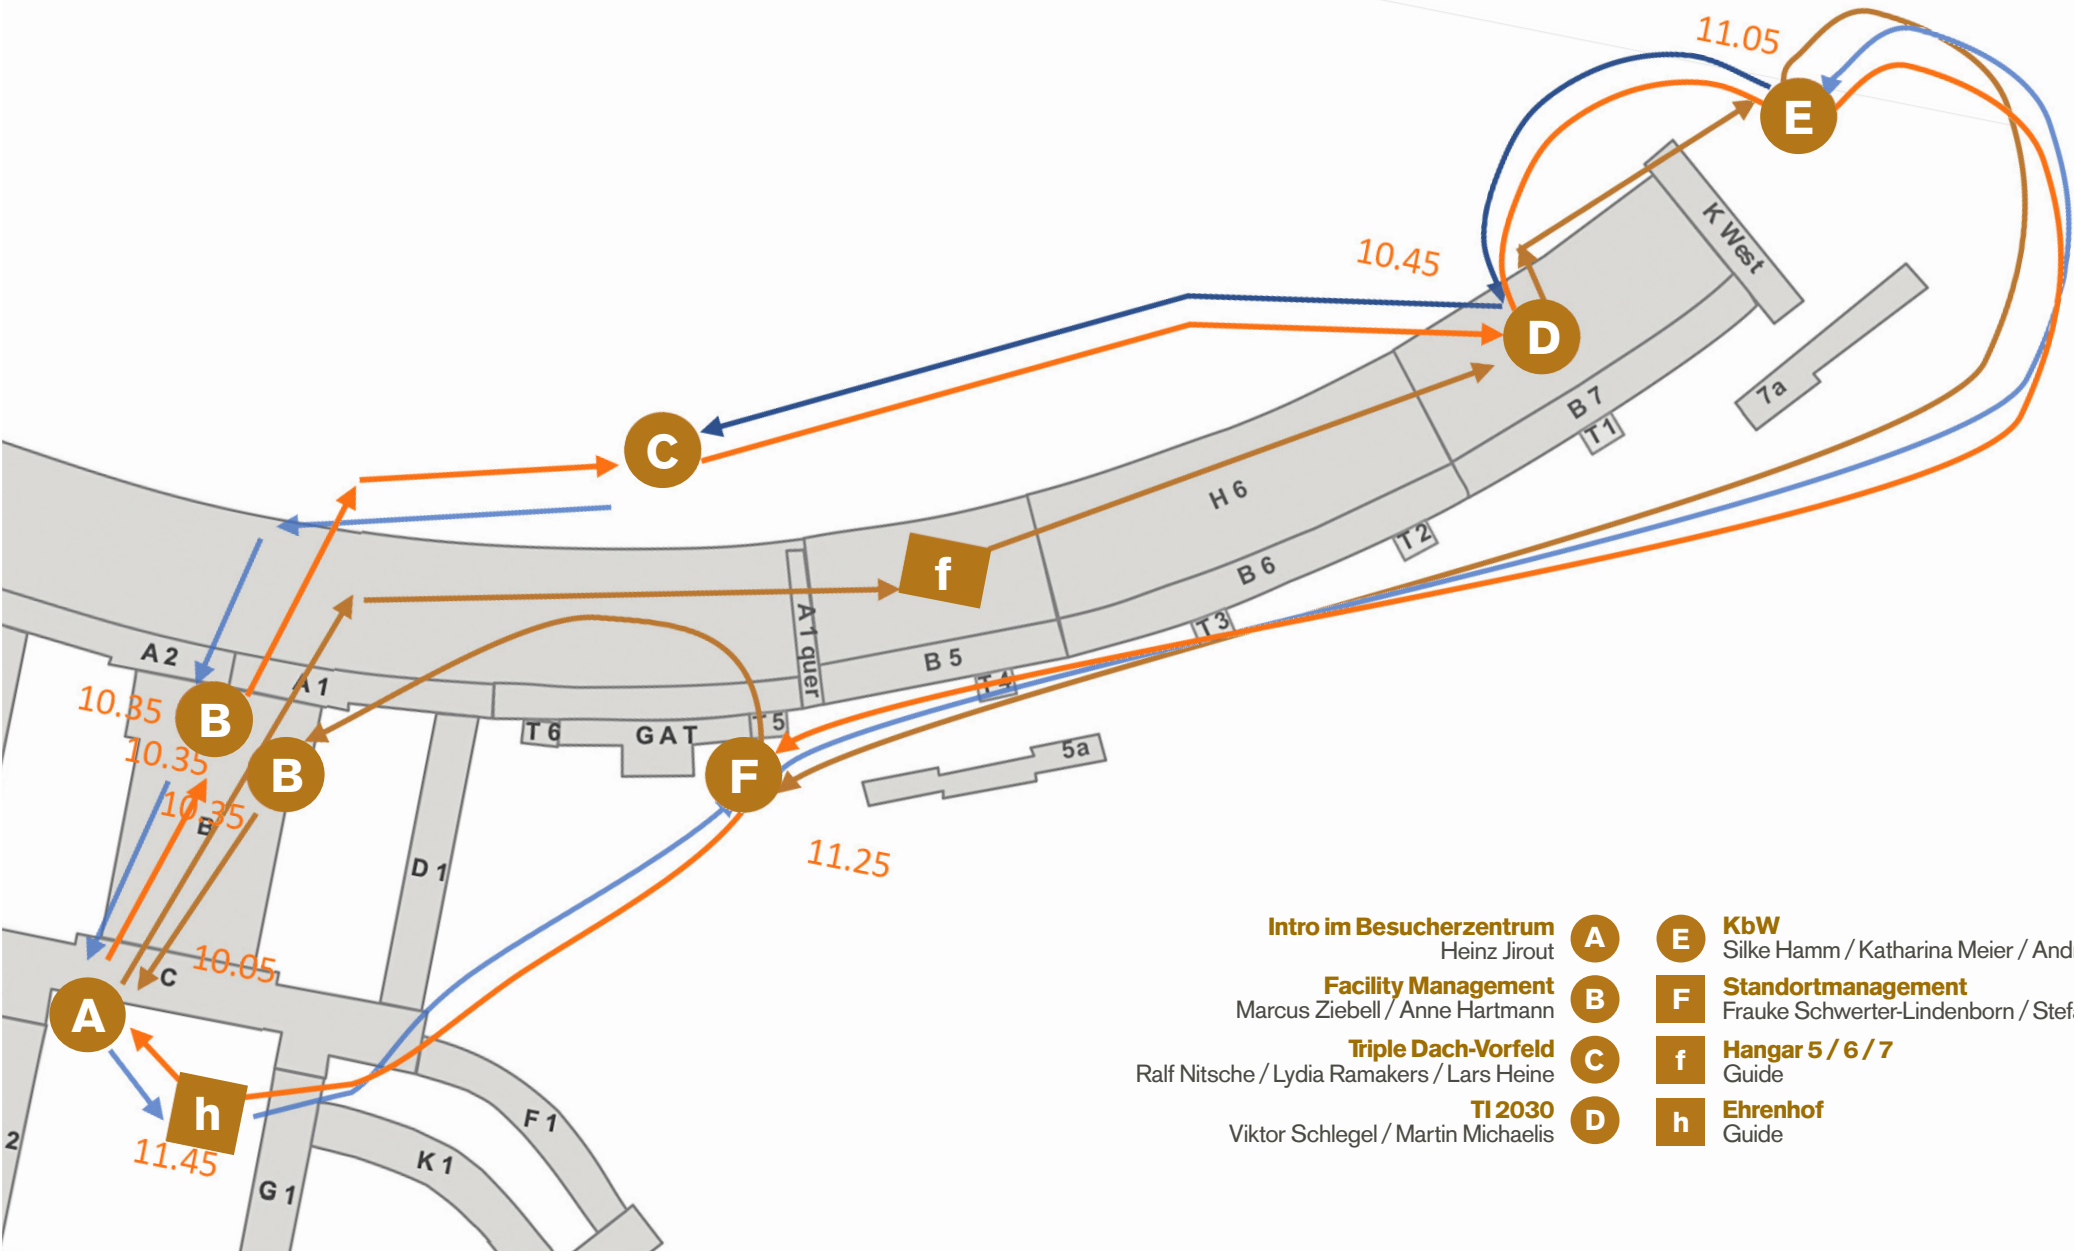 11.05
E
K West
10.45
D
7a
B 7
T 1
C
H 6
T 2
f
B 6
A 1 quer
T 3
A 2
B 5
A 1
T 4
10.35
B
T 6
GAT
T 5
10.35
B
F
5a
10.35
B
11.25
D 1
10.05
C
A
h
F 1
11.45
2
K 1
G 1
Intro im Besucherzentrum
Heinz Jirout
A
Facility Management
Marcus Ziebell / Anne Hartmann
B
Triple Dach-Vorfeld
Ralf Nitsche / Lydia Ramakers / Lars Heine
C
TI 2030
Viktor Schlegel / Martin Michaelis
D
E
KbW
Silke Hamm / Katharina Meier /
F
Standortmanagement
Frauke Schwerter-Lindenborn /
f
Hangar 5 / 6 / 7
Guide
h
Ehrenhof
Guide